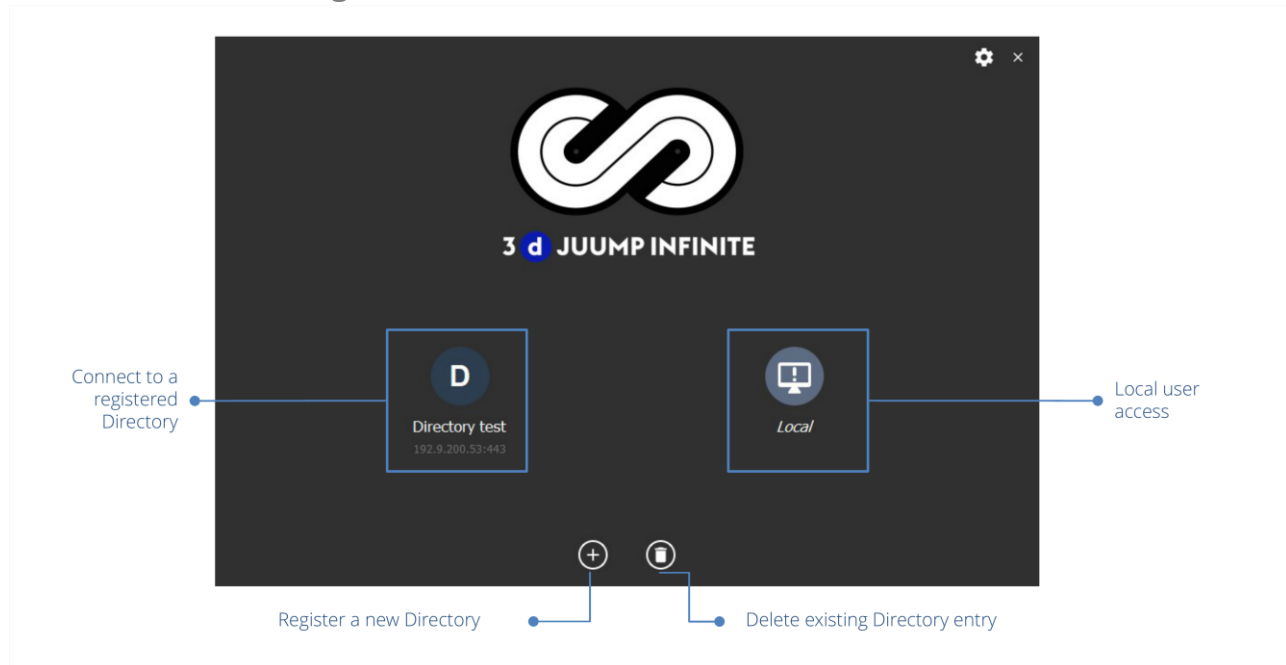 3 d JUUMP INFINITE
Connect to a
registered
Directory
D
Directory test
192.9.200.53:443
Local
Local user
access
Register a new Directory
Delete existing Directory entry